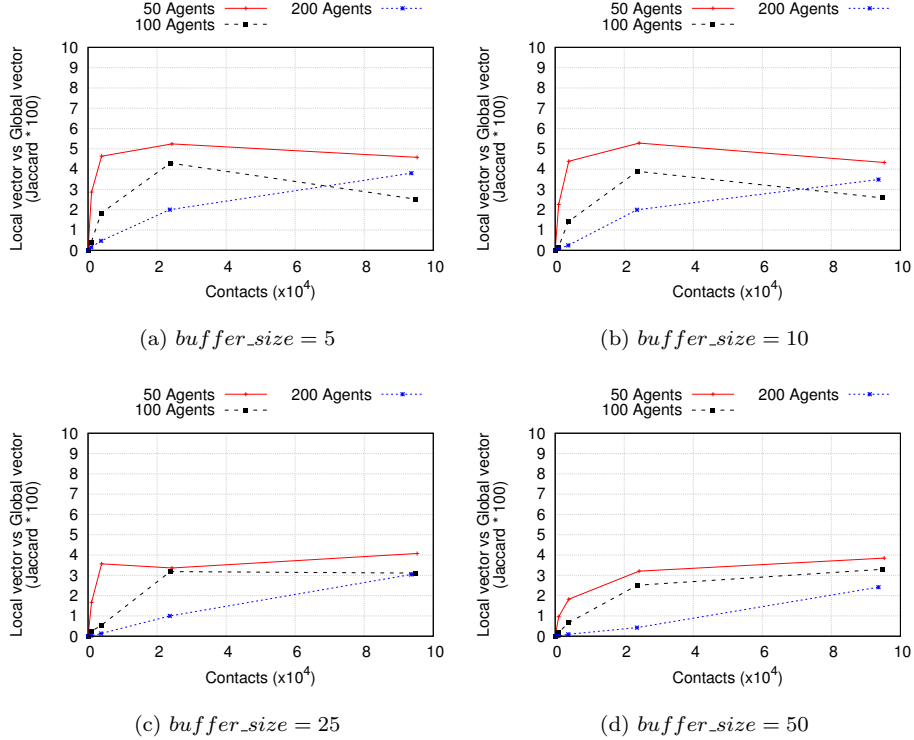 50 Agents 200 Agents
100 Agents
Local vector vs Global vector
(Jaccard * 100)
10
9
8
7
6
5
4
3
2
1
0
0 2 4 6 8 10
Contacts (x10^4)
(a) buffer_size = 5
50 Agents 200 Agents
100 Agents
Local vector vs Global vector
(Jaccard * 100)
10
9
8
7
6
5
4
3
2
1
0
0 2 4 6 8 10
Contacts (x10^4)
(b) buffer_size = 10
50 Agents 200 Agents
100 Agents
Local vector vs Global vector
(Jaccard * 100)
10
9
8
7
6
5
4
3
2
1
0
0 2 4 6 8 10
Contacts (x10^4)
(c) buffer_size = 25
50 Agents 200 Agents
100 Agents
Local vector vs Global vector
(Jaccard * 100)
10
9
8
7
6
5
4
3
2
1
0
0 2 4 6 8 10
Contacts (x10^4)
(d) buffer_size = 50